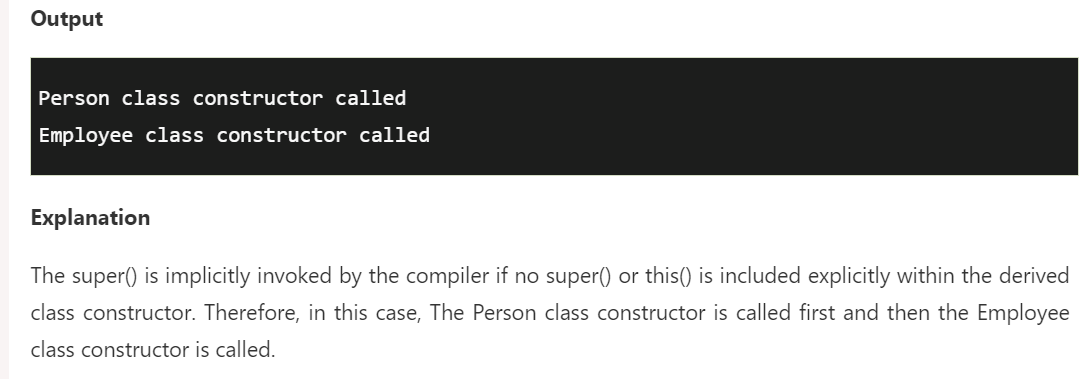 Output
Person class constructor called
Employee class constructor called
Explanation
The super() is implicitly invoked by the compiler if no super() or this() is included explicitly within the derived
class constructor. Therefore, in this case, The Person class constructor is called first and then the Employee
class constructor is called.